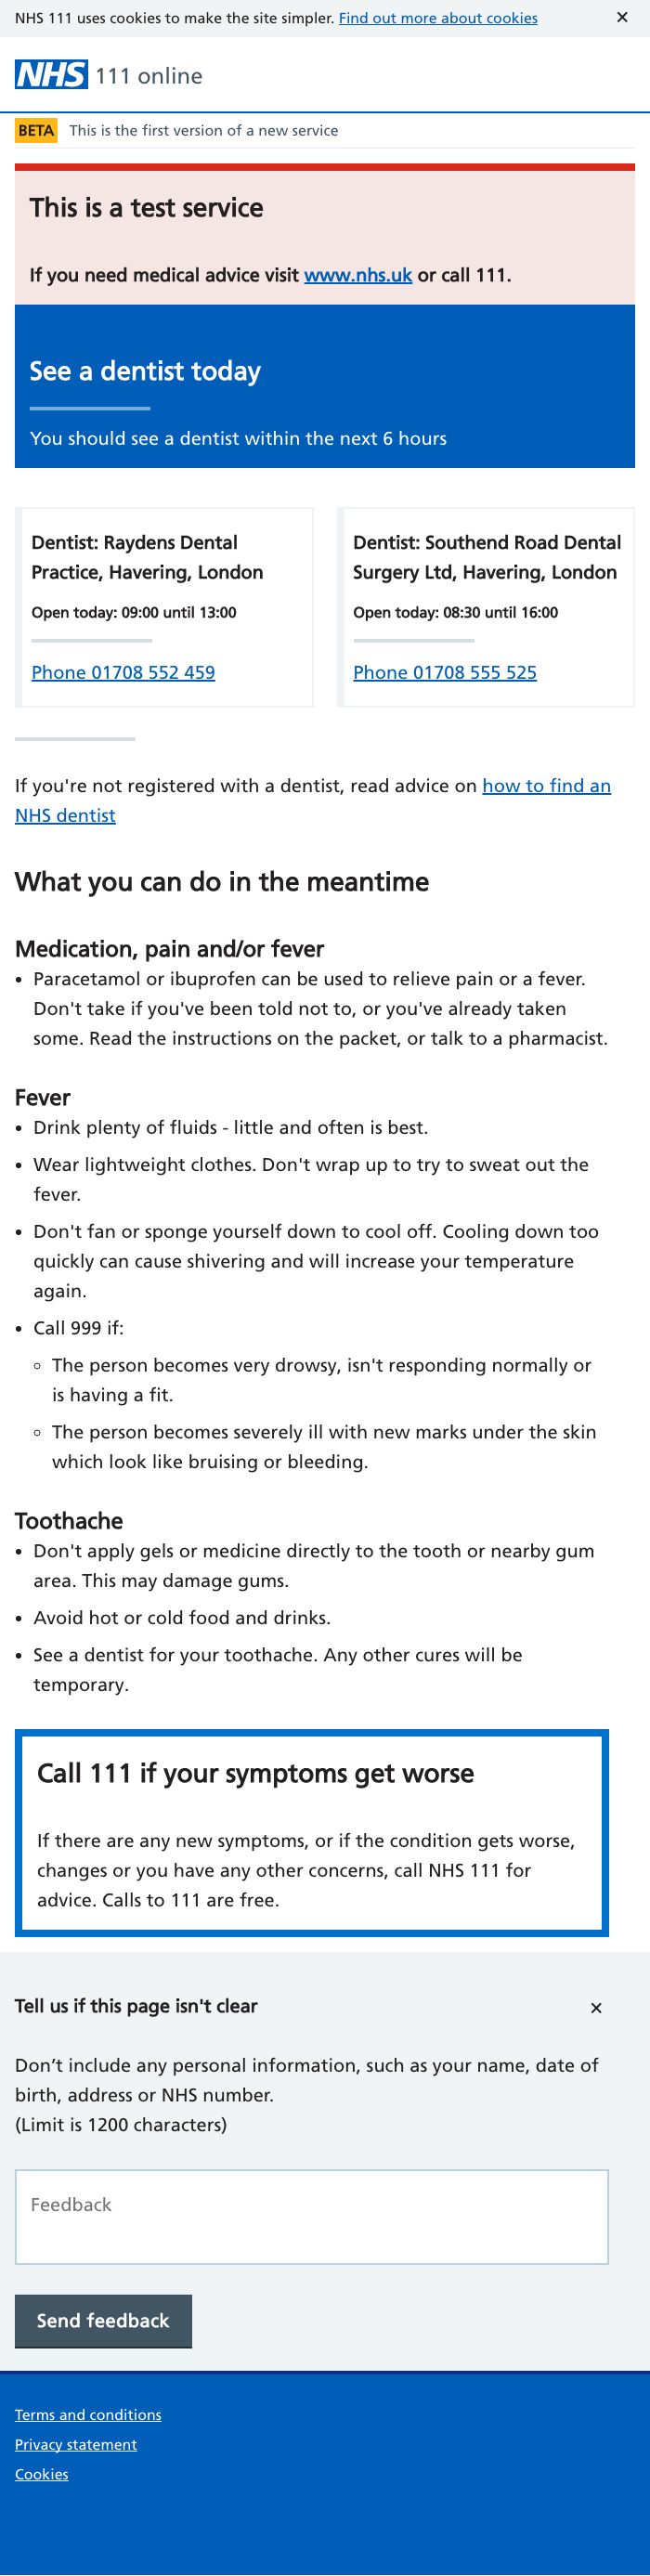 NHS 111 uses cookies to make the site simpler. Find out more about cookies ✕
NHS 111 online
BETA This is the first version of a new service
This is a test service
If you need medical advice visit www.nhs.uk or call 111.
See a dentist today
You should see a dentist within the next 6 hours
Dentist: Raydens Dental
Practice, Havering, London
Open today: 09:00 until 13:00
Phone 01708 552 459
Dentist: Southend Road Dental
Surgery Ltd, Havering, London
Open today: 08:30 until 16:00
Phone 01708 555 525
If you're not registered with a dentist, read advice on how to find an
NHS dentist
What you can do in the meantime
Medication, pain and/or fever
• Paracetamol or ibuprofen can be used to relieve pain or a fever.
Don't take if you've been told not to, or you've already taken
some. Read the instructions on the packet, or talk to a pharmacist.
Fever
• Drink plenty of fluids - little and often is best.
• Wear lightweight clothes. Don't wrap up to try to sweat out the
fever.
• Don't fan or sponge yourself down to cool off. Cooling down too
quickly can cause shivering and will increase your temperature
again.
• Call 999 if:
◦ The person becomes very drowsy, isn't responding normally or
is having a fit.
◦ The person becomes severely ill with new marks under the skin
which look like bruising or bleeding.
Toothache
• Don't apply gels or medicine directly to the tooth or nearby gum
area. This may damage gums.
• Avoid hot or cold food and drinks.
• See a dentist for your toothache. Any other cures will be
temporary.
Call 111 if your symptoms get worse
If there are any new symptoms, or if the condition gets worse,
changes or you have any other concerns, call NHS 111 for
advice. Calls to 111 are free.
Tell us if this page isn't clear ✕
Don’t include any personal information, such as your name, date of
birth, address or NHS number.
(Limit is 1200 characters)
Feedback
Send feedback
Terms and conditions
Privacy statement
Cookies